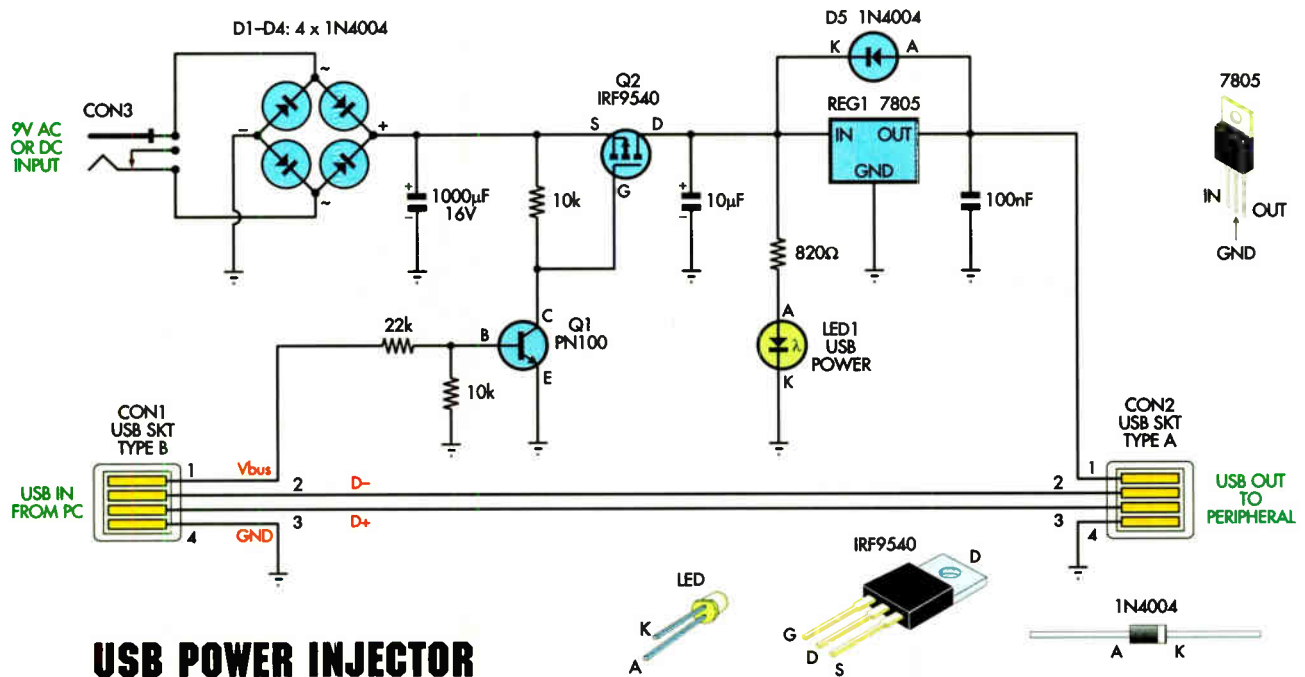 D1–D4: 4 x 1N4004
~
~
–
+
CON3
9V AC
OR DC
INPUT
+
1000µF
16V
–
10k
Q2
IRF9540
S
D
G
+
10µF
–
D5 1N4004
K
A
REG1 7805
IN
OUT
GND
100nF
820Ω
A
LED1
USB
POWER
λ
K
7805
IN
OUT
GND
22k
B
C
Q1
PN100
E
10k
CON1
USB SKT
TYPE B
USB IN
FROM PC
1
Vbus
2
D–
3
D+
4
GND
CON2
USB SKT
TYPE A
1
2
3
4
USB OUT
TO
PERIPHERAL
LED
K
A
IRF9540
D
G
D
S
1N4004
A
K
USB POWER INJECTOR